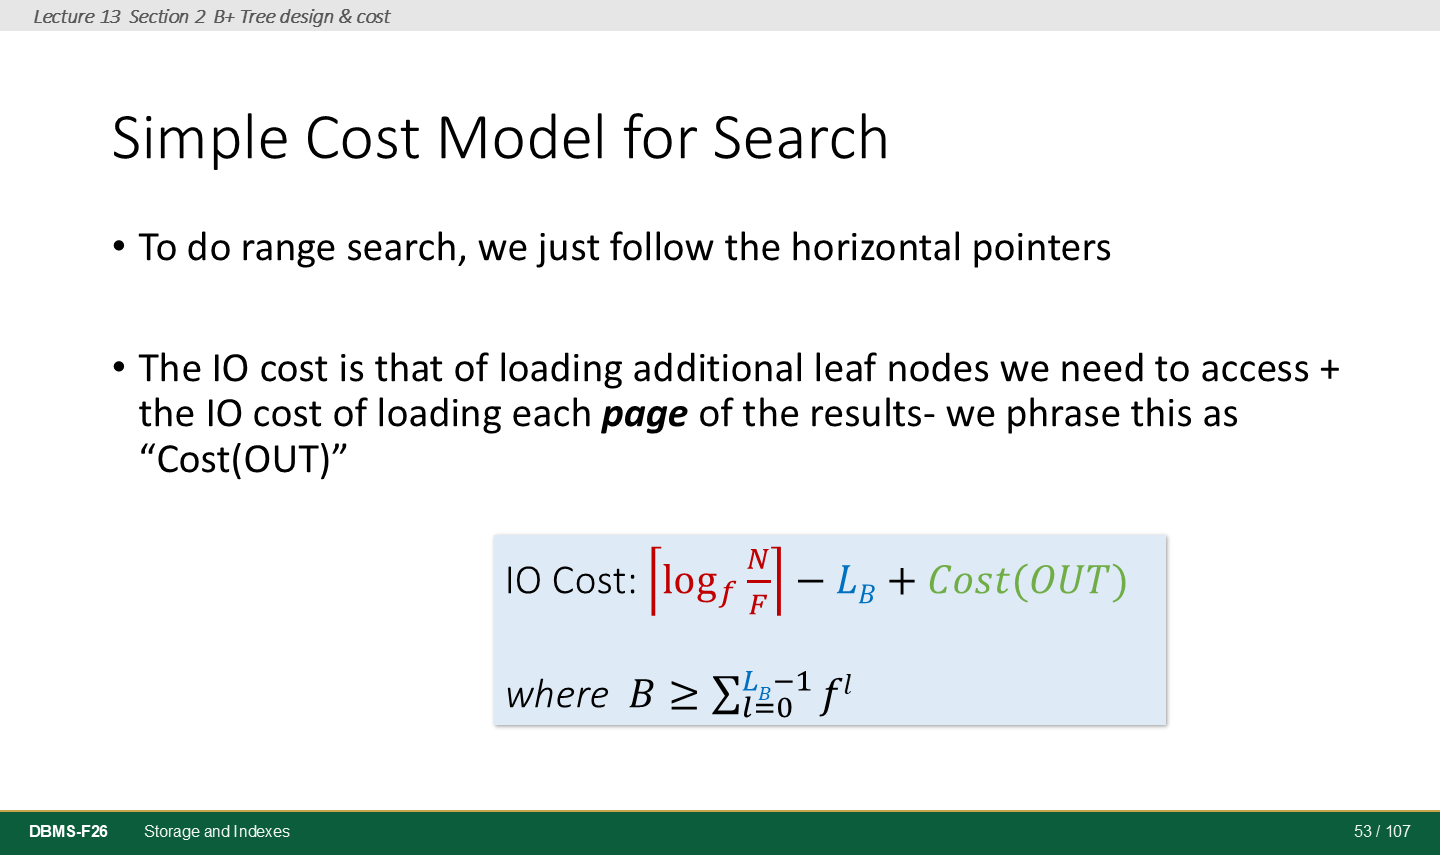 Lecture 13 Section 2 B+ Tree design & cost
Simple Cost Model for Search
• To do range search, we just follow the horizontal pointers
• The IO cost is that of loading additional leaf nodes we need to access +
the IO cost of loading each page of the results- we phrase this as
“Cost(OUT)”
IO Cost: ⌈log_f N/F⌉ − L_B + Cost(OUT)
where B ≥ ∑_{l=0}^{L_B−1} f^l
DBMS-F26 Storage and Indexes 53 / 107